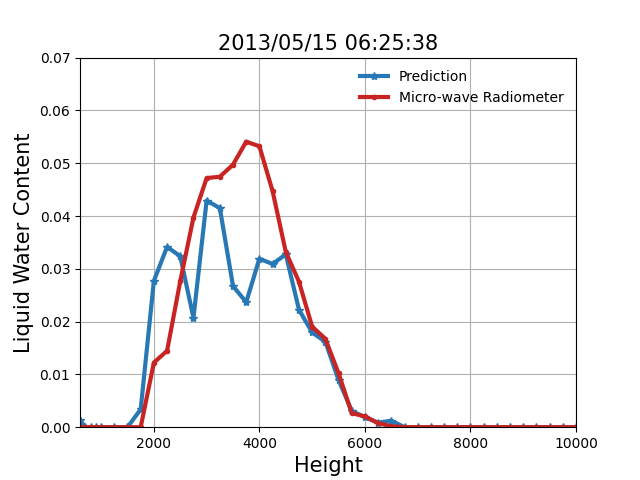 2013/05/15 06:25:38
Prediction
Micro-wave Radiometer
Liquid Water Content
0.07
0.06
0.05
0.04
0.03
0.02
0.01
0.00
2000 4000 6000 8000 10000
Height